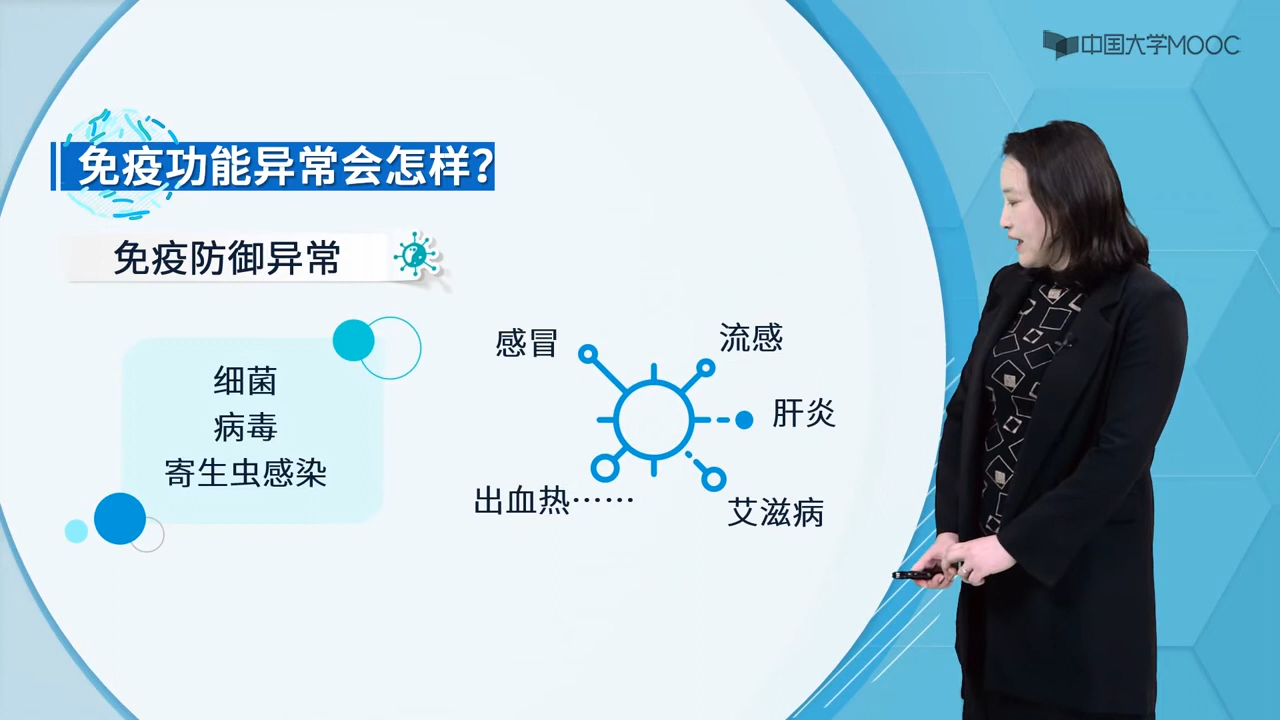 中国大学MOOC
免疫功能异常会怎样?
免疫防御异常
细菌
病毒
寄生虫感染
感冒
流感
肝炎
出血热……
艾滋病